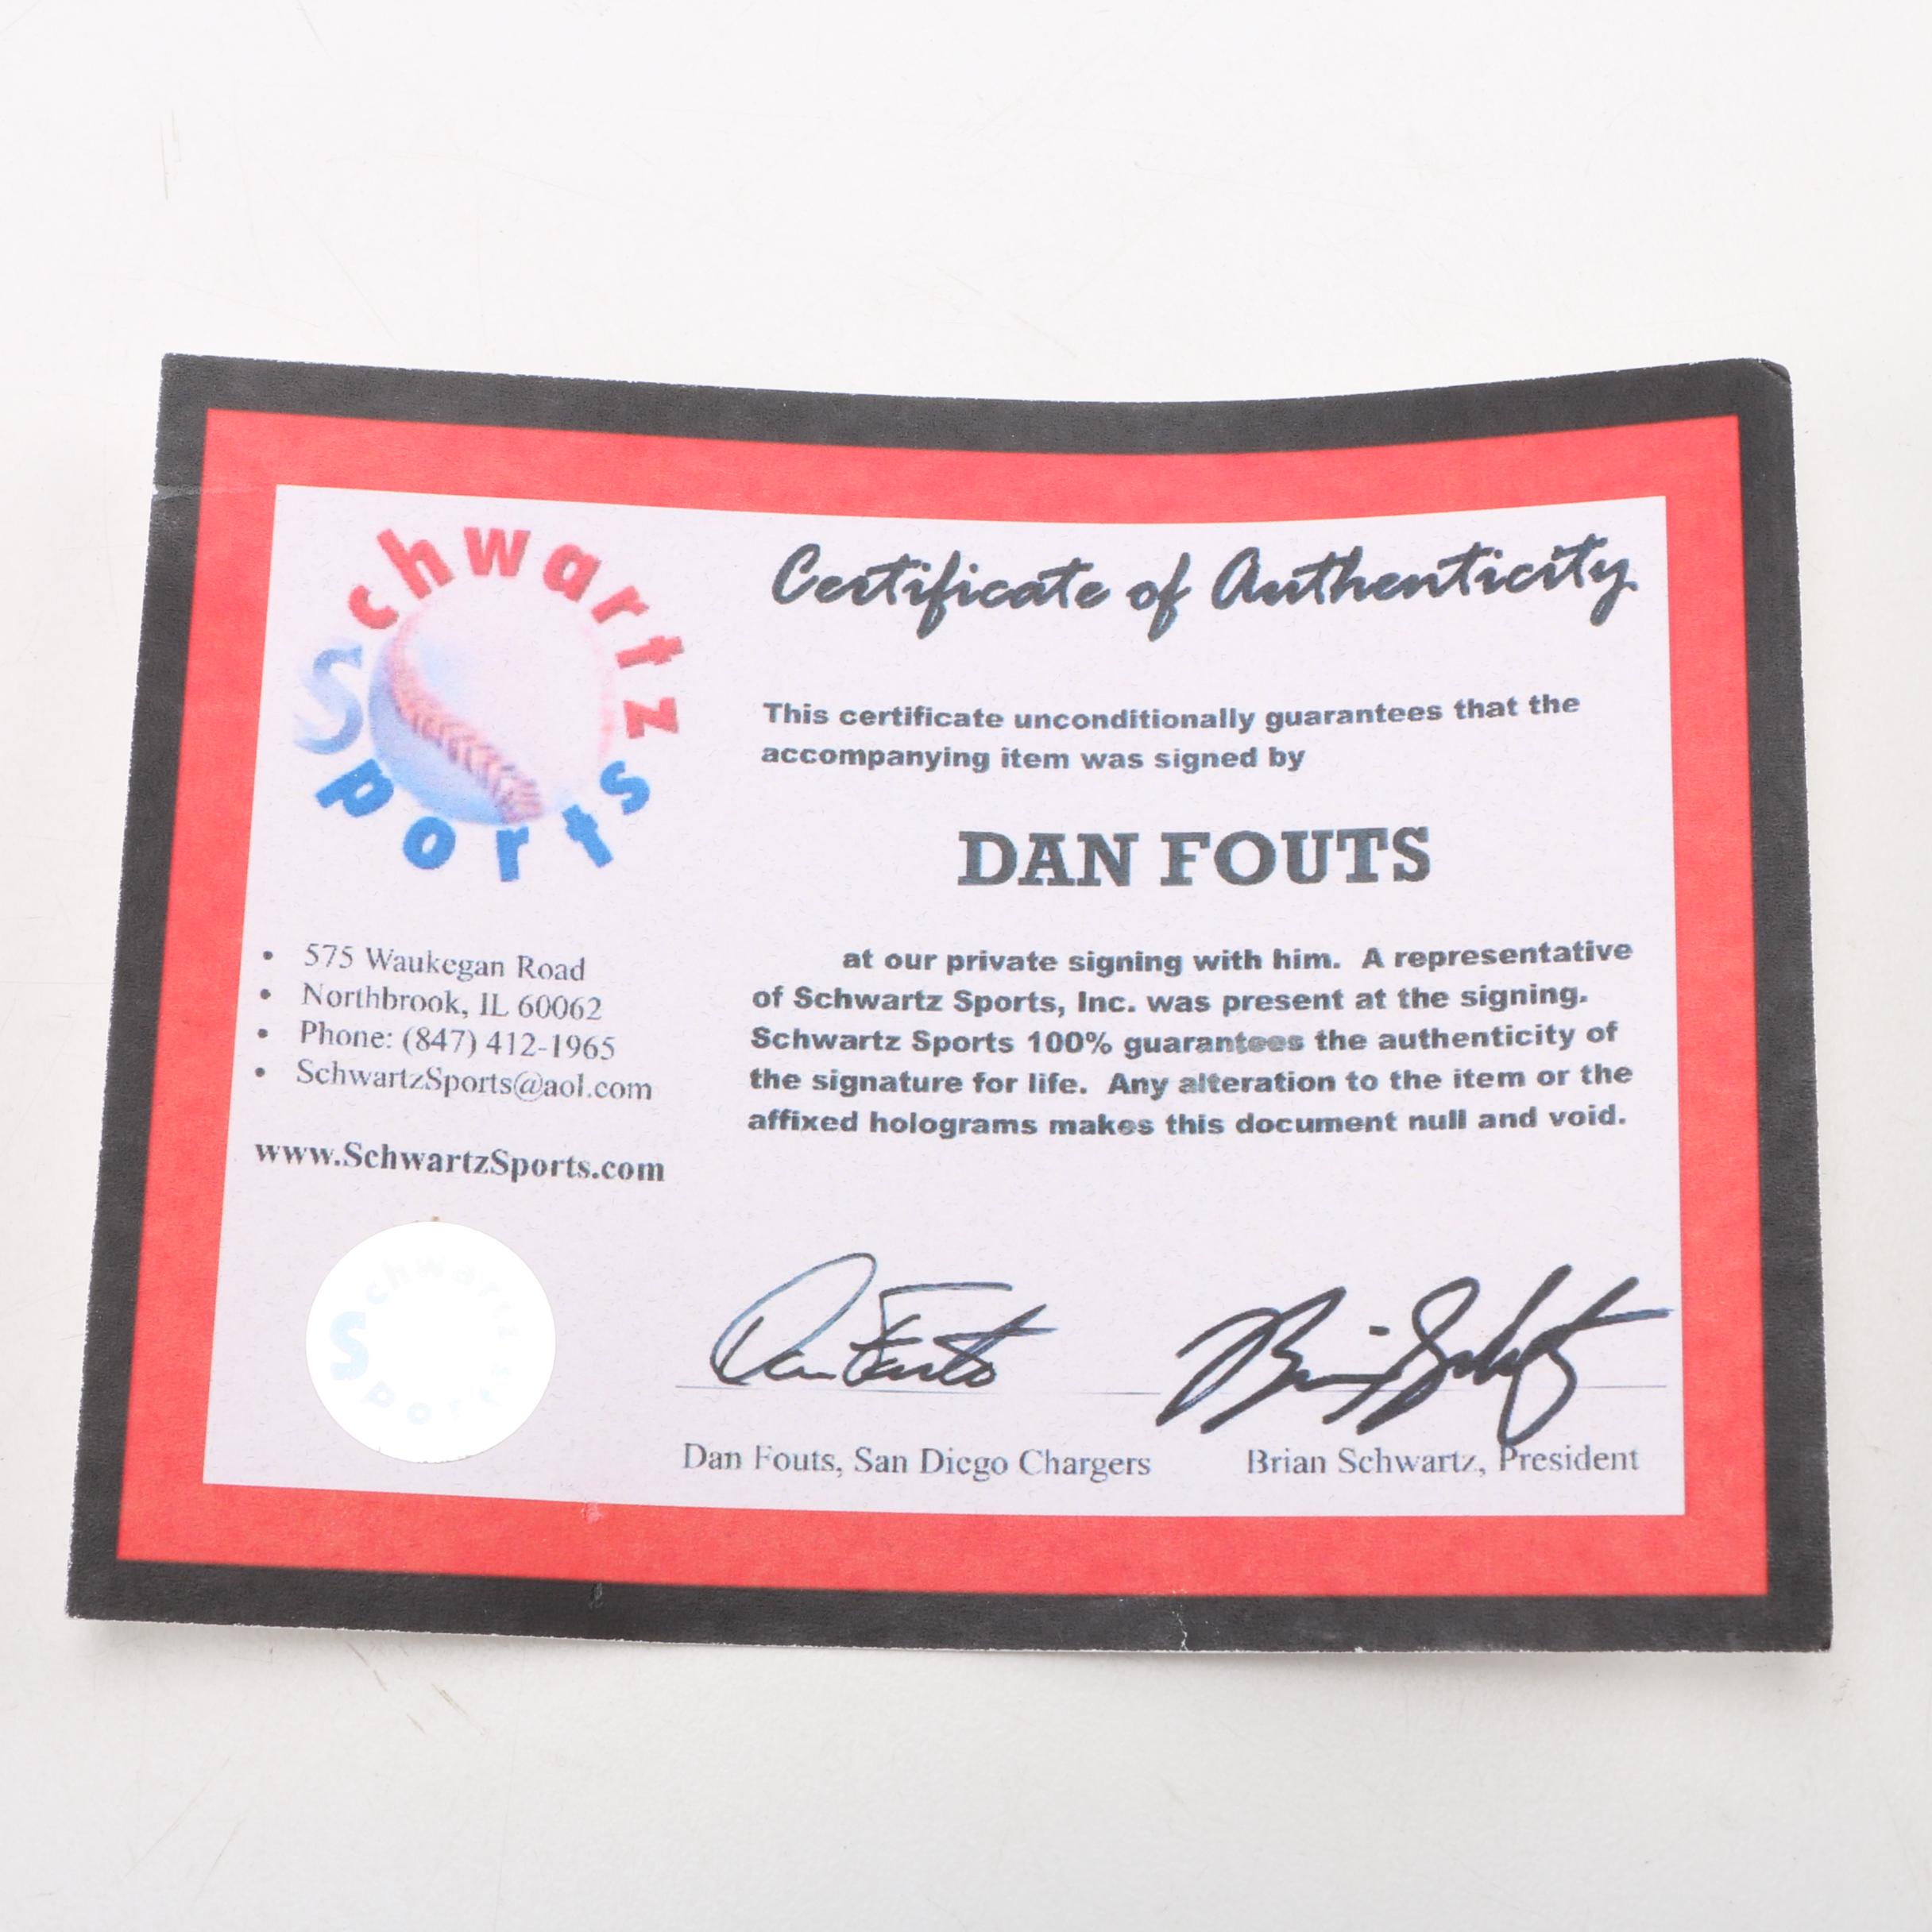 Schwartz
Sports
• 575 Waukegan Road
• Northbrook, IL 60062
• Phone: (847) 412-1965
• SchwartzSports@aol.com
www.SchwartzSports.com
Schwartz
Sports
Certificate of Authenticity
This certificate unconditionally guarantees that the
accompanying item was signed by
DAN FOUTS
at our private signing with him. A representative
of Schwartz Sports, Inc. was present at the signing.
Schwartz Sports 100% guarantees the authenticity of
the signature for life. Any alteration to the item or the
affixed holograms makes this document null and void.
Dan Fouts
Brian Schwartz
Dan Fouts, San Diego Chargers
Brian Schwartz, President